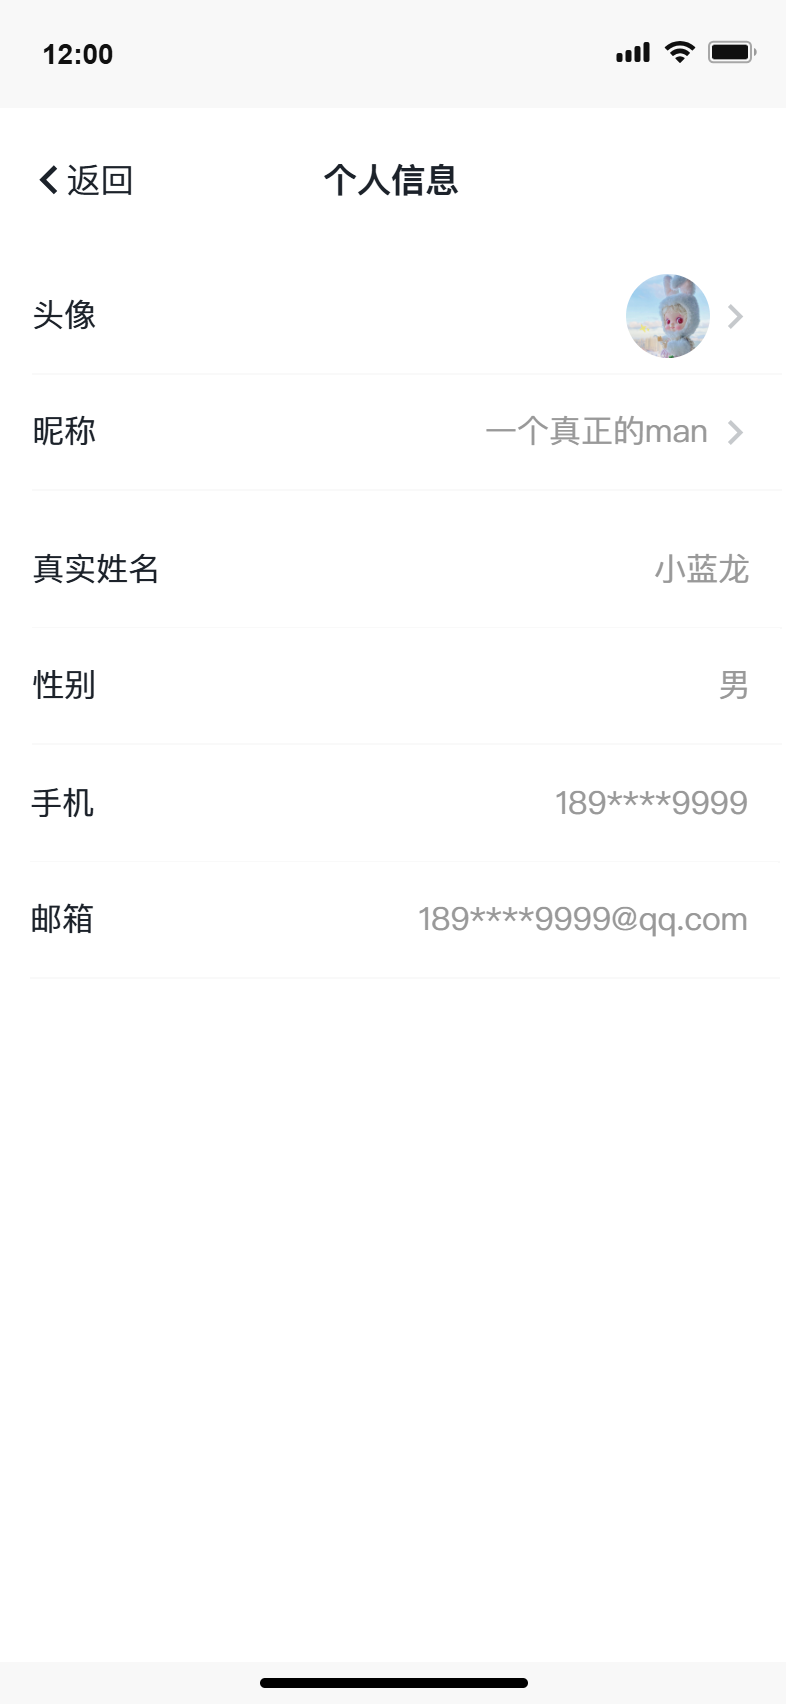 12:00
返回
个人信息
头像
昵称
一个真正的man
真实姓名
小蓝龙
性别
男
手机
189****9999
邮箱
189****9999@qq.com